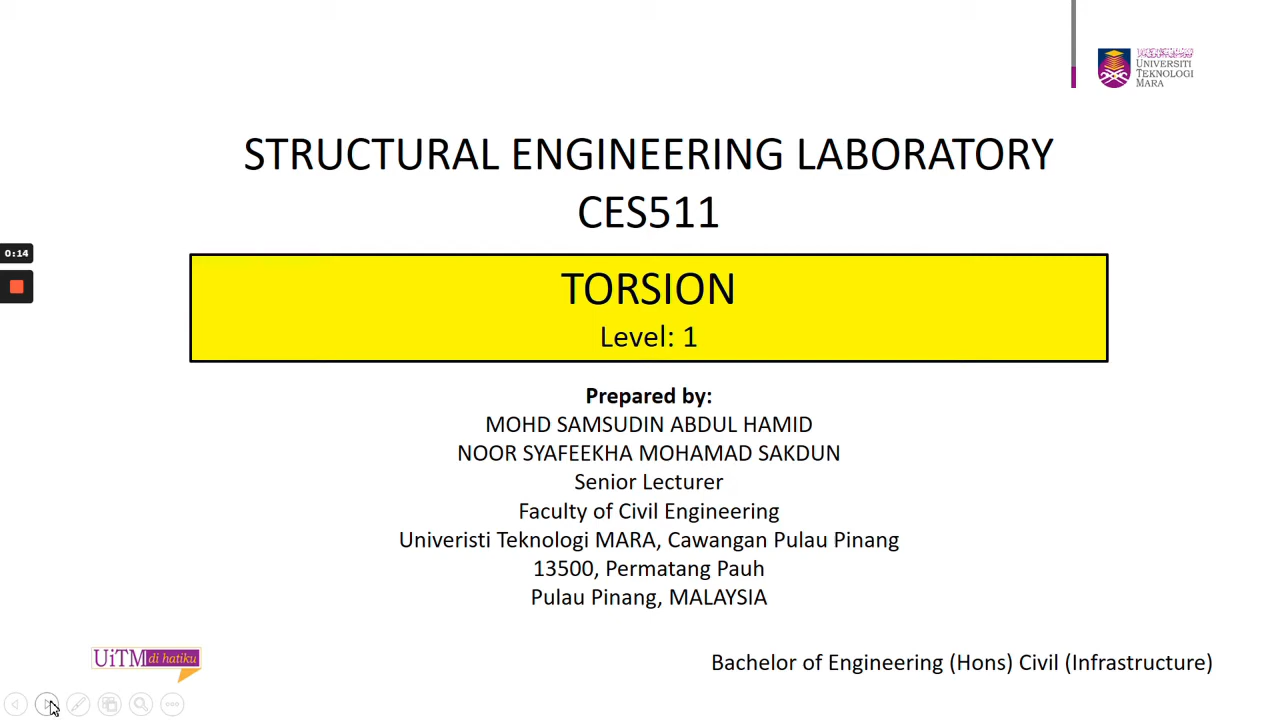 UNIVERSITI
TEKNOLOGI
MARA
STRUCTURAL ENGINEERING LABORATORY
CES511
0:14
TORSION
Level: 1
Prepared by:
MOHD SAMSUDIN ABDUL HAMID
NOOR SYAFEEKHA MOHAMAD SAKDUN
Senior Lecturer
Faculty of Civil Engineering
Univeristi Teknologi MARA, Cawangan Pulau Pinang
13500, Permatang Pauh
Pulau Pinang, MALAYSIA
UiTM di hatiku
Bachelor of Engineering (Hons) Civil (Infrastructure)